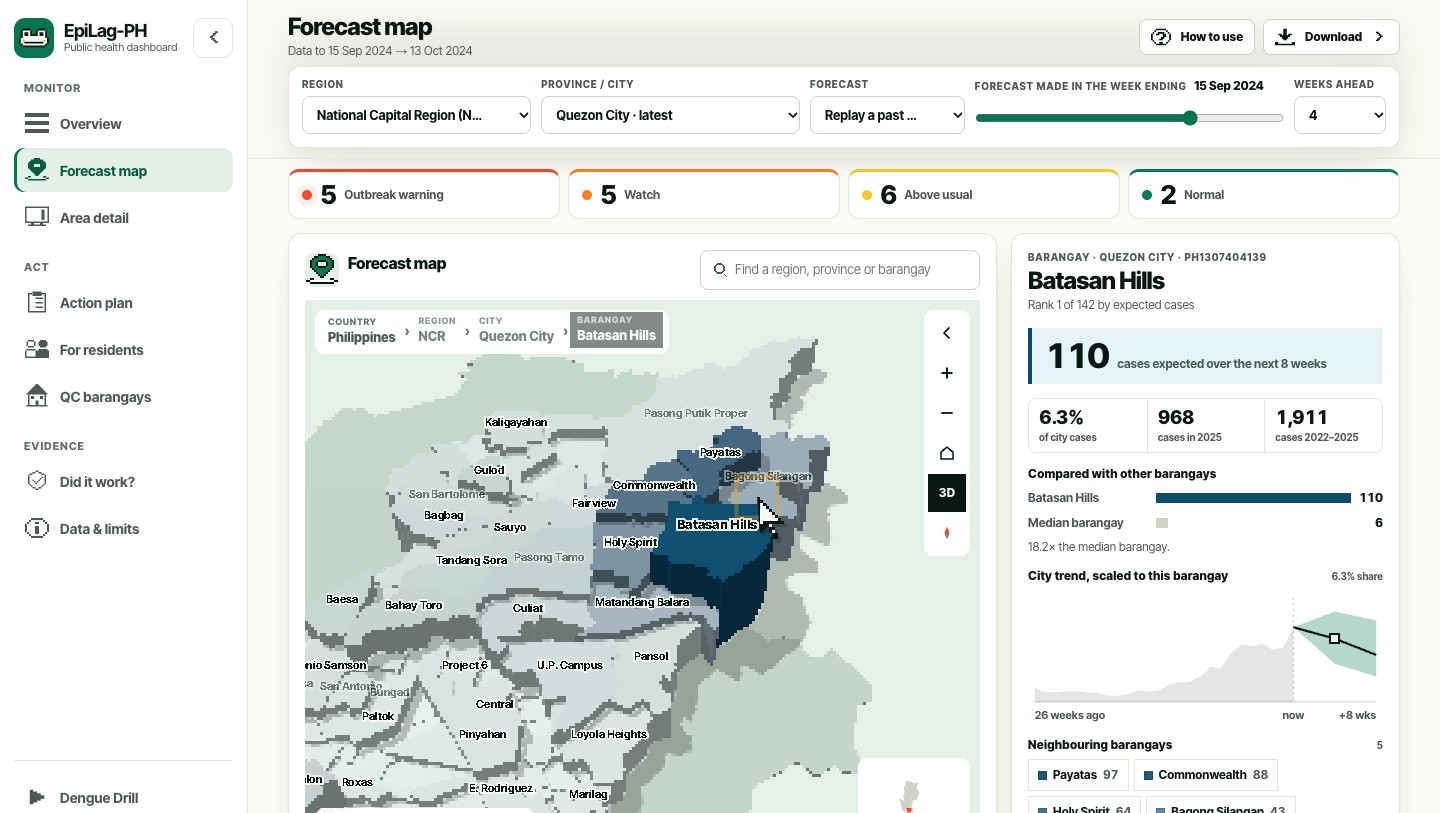 EpiLag-PH
Public health dashboard
MONITOR
Overview
Forecast map
Area detail
ACT
Action plan
For residents
QC barangays
EVIDENCE
Did it work?
Data & limits
Dengue Drill
Forecast map
Data to 15 Sep 2024 → 13 Oct 2024
How to use
Download
REGION
National Capital Region (N...
PROVINCE / CITY
Quezon City · latest
FORECAST
Replay a past ...
FORECAST MADE IN THE WEEK ENDING 15 Sep 2024
WEEKS AHEAD
4
5 Outbreak warning
5 Watch
6 Above usual
2 Normal
Forecast map
Find a region, province or barangay
COUNTRY
Philippines
REGION
NCR
CITY
Quezon City
BARANGAY
Batasan Hills
3D
Pasong Putik Proper
Kaligayahan
Payatas
Gulod
Bagong Silangan
Commonwealth
San Bartolome
Fairview
Bagbag
Sauyo
Batasan Hills
Holy Spirit
Tandang Sora
Pasong Tamo
Baesa
Bahay Toro
Culiat
Matandang Balara
Pansol
nio Samson
Project 6
U.P. Campus
San Antonio
Bungad
Central
Paltok
Pinyahan
Loyola Heights
Roxas
E. Rodriguez
Marilag
BARANGAY · QUEZON CITY · PH1307404139
Batasan Hills
Rank 1 of 142 by expected cases
110 cases expected over the next 8 weeks
6.3%
of city cases
968
cases in 2025
1,911
cases 2022–2025
Compared with other barangays
Batasan Hills 110
Median barangay 6
18.2× the median barangay.
City trend, scaled to this barangay 6.3% share
26 weeks ago now +8 wks
Neighbouring barangays 5
Payatas 97
Commonwealth 88
Holy Spirit 64
Bagong Silangan 43